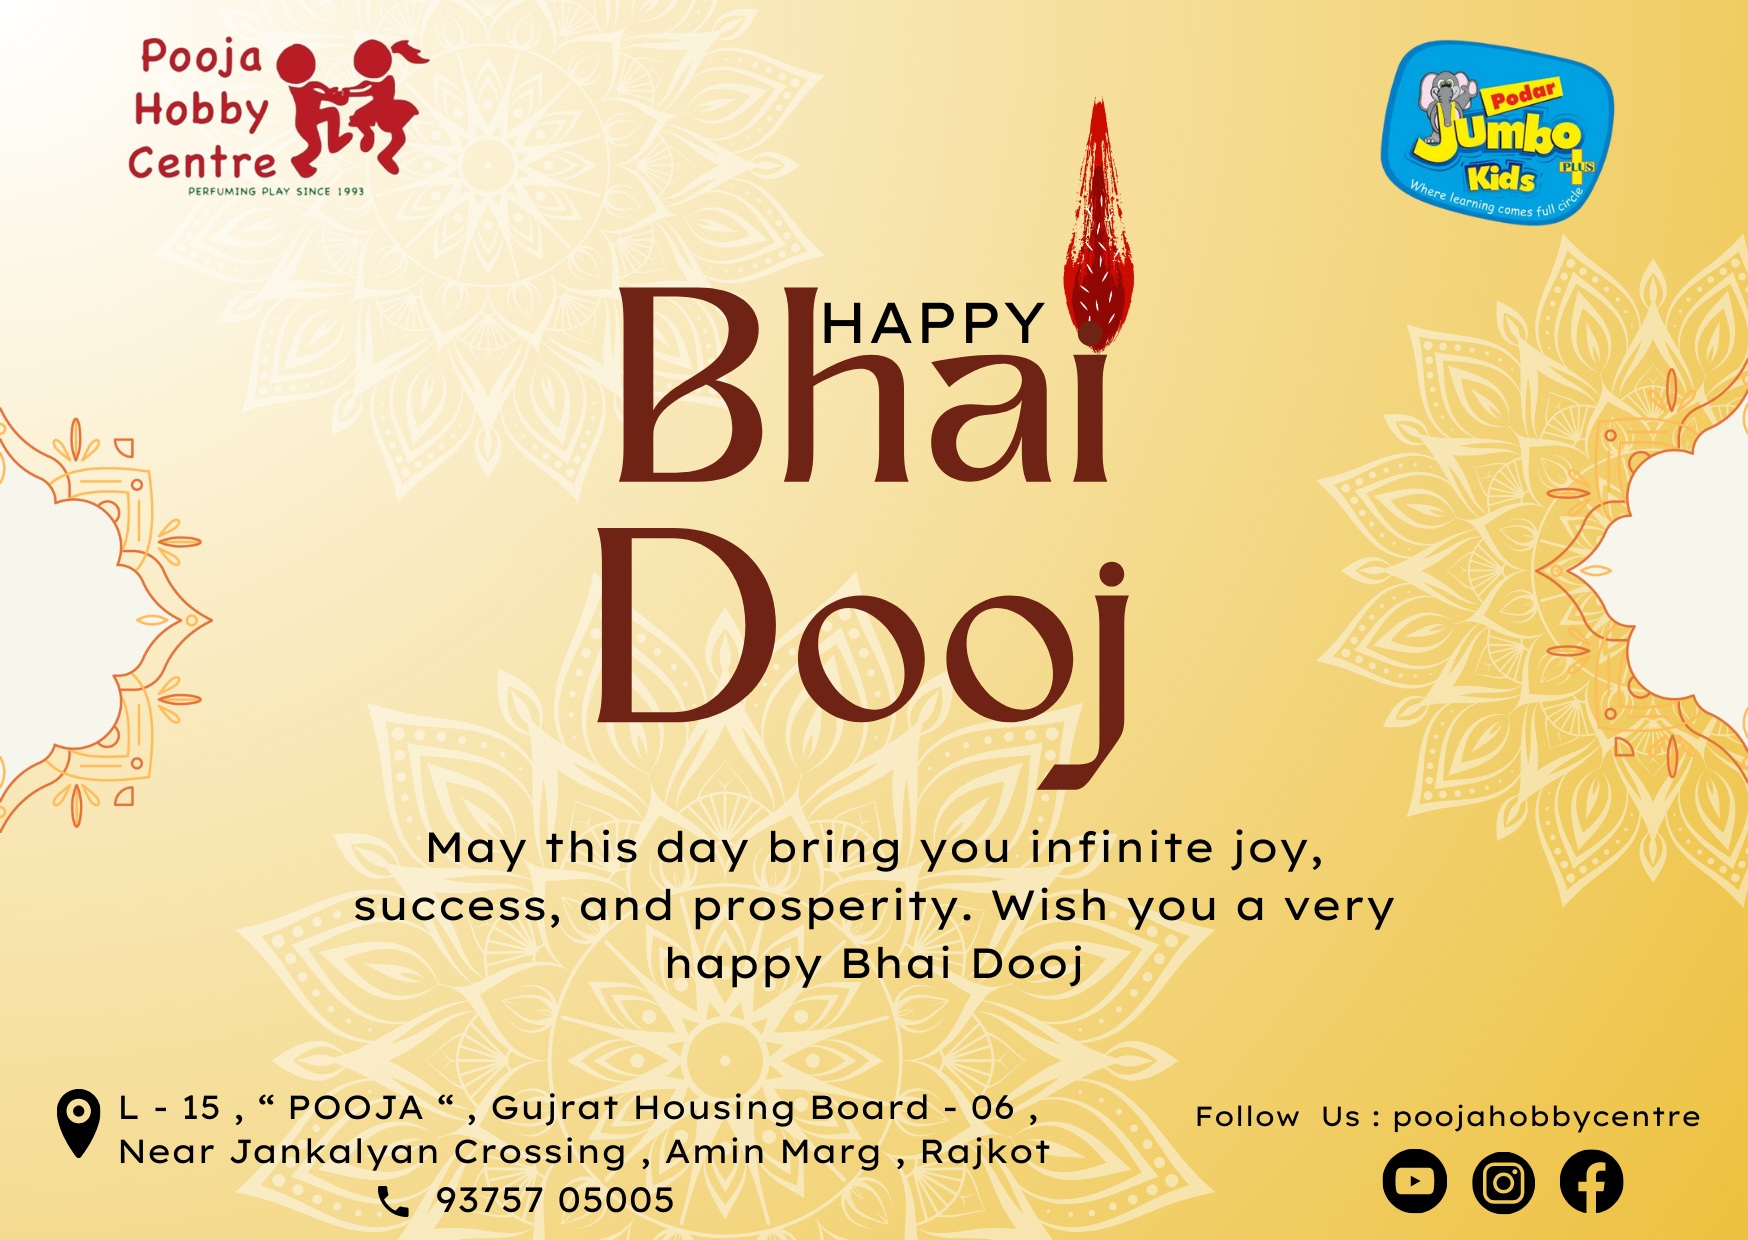 Pooja
Hobby
Centre
PERFUMING PLAY SINCE 1993
Podar
Jumbo
Kids
PLUS
Where learning comes full circle
HAPPY
Bhai
Dooj
May this day bring you infinite joy,
success, and prosperity. Wish you a very
happy Bhai Dooj
L - 15 , “ POOJA “ , Gujrat Housing Board - 06 ,
Near Jankalyan Crossing , Amin Marg , Rajkot
93757 05005
Follow Us : poojahobbycentre